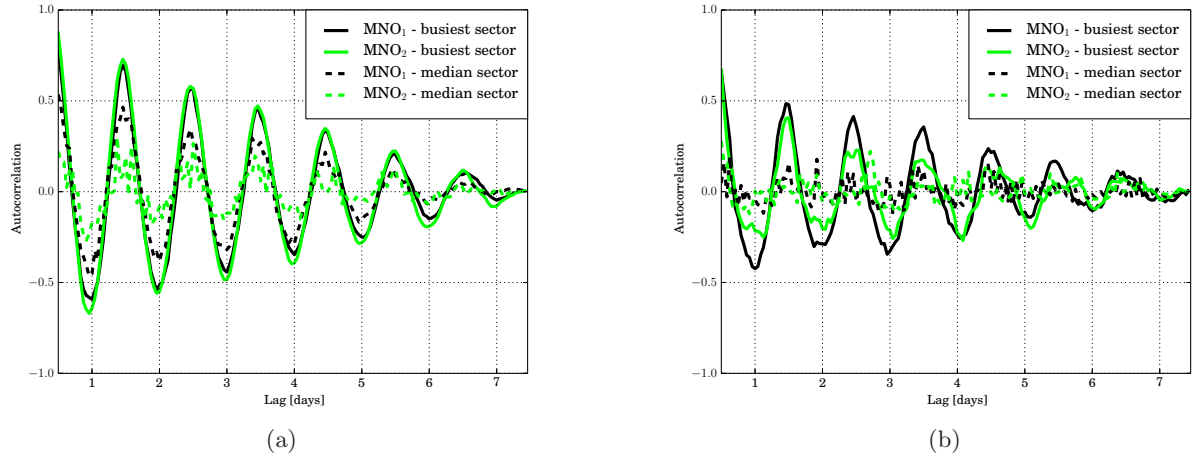 1.0
0.5
0.0
−0.5
−1.0
Autocorrelation
1 2 3 4 5 6 7
Lag [days]
MNO₁ - busiest sector
MNO₂ - busiest sector
MNO₁ - median sector
MNO₂ - median sector
(a)
1.0
0.5
0.0
−0.5
−1.0
Autocorrelation
1 2 3 4 5 6 7
Lag [days]
MNO₁ - busiest sector
MNO₂ - busiest sector
MNO₁ - median sector
MNO₂ - median sector
(b)